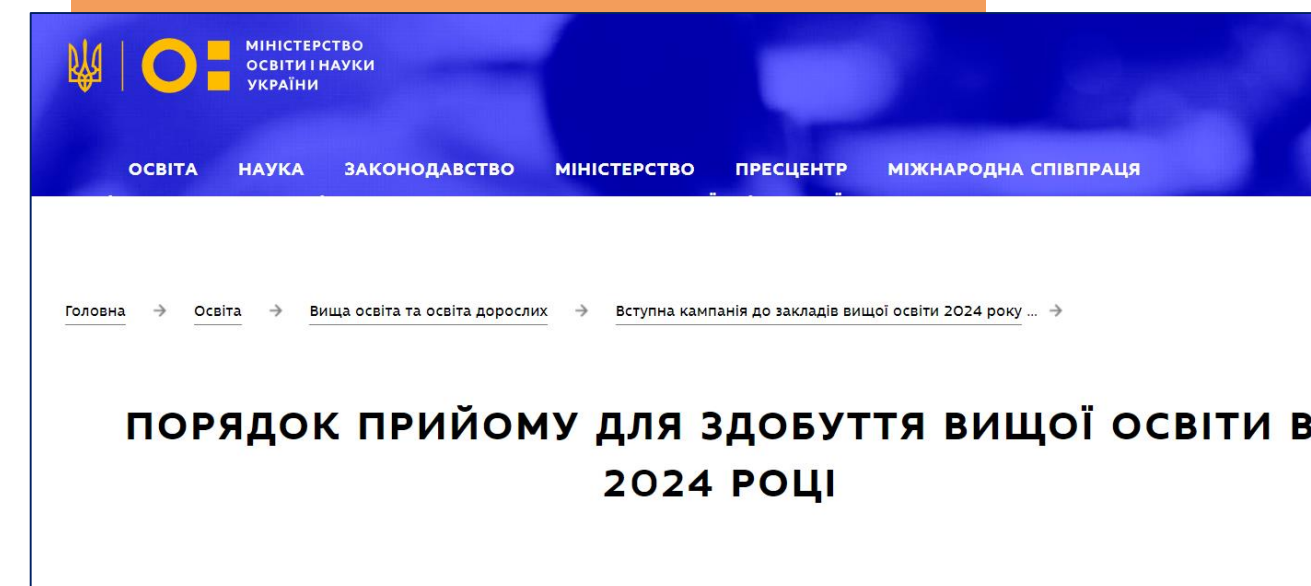 МІНІСТЕРСТВО
ОСВІТИ І НАУКИ
УКРАЇНИ
ОСВІТА НАУКА ЗАКОНОДАВСТВО МІНІСТЕРСТВО ПРЕСЦЕНТР МІЖНАРОДНА СПІВПРАЦЯ
Головна → Освіта → Вища освіта та освіта дорослих → Вступна кампанія до закладів вищої освіти 2024 року ... →
ПОРЯДОК ПРИЙОМУ ДЛЯ ЗДОБУТТЯ ВИЩОЇ ОСВІТИ В
2024 РОЦІ